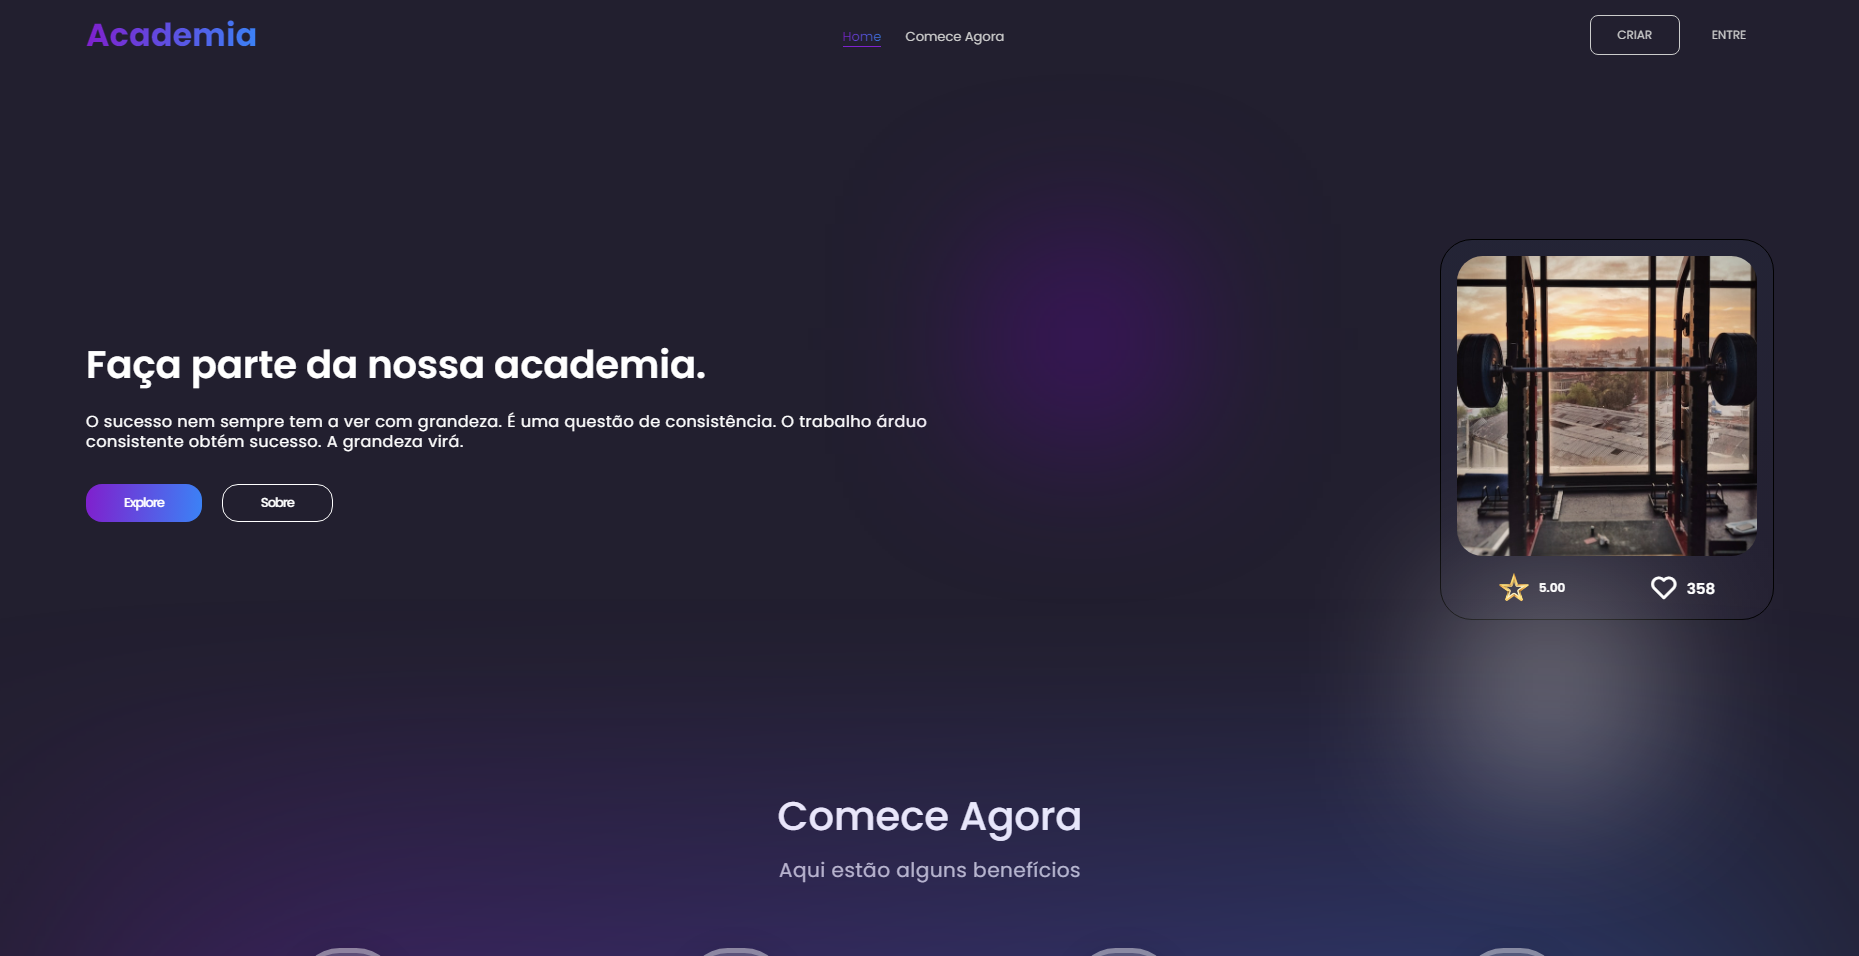 Academia
Home
Comece Agora
CRIAR
ENTRE
Faça parte da nossa academia.
O sucesso nem sempre tem a ver com grandeza. É uma questão de consistência. O trabalho árduo
consistente obtém sucesso. A grandeza virá.
Explore
Sobre
5.00
358
Comece Agora
Aqui estão alguns benefícios